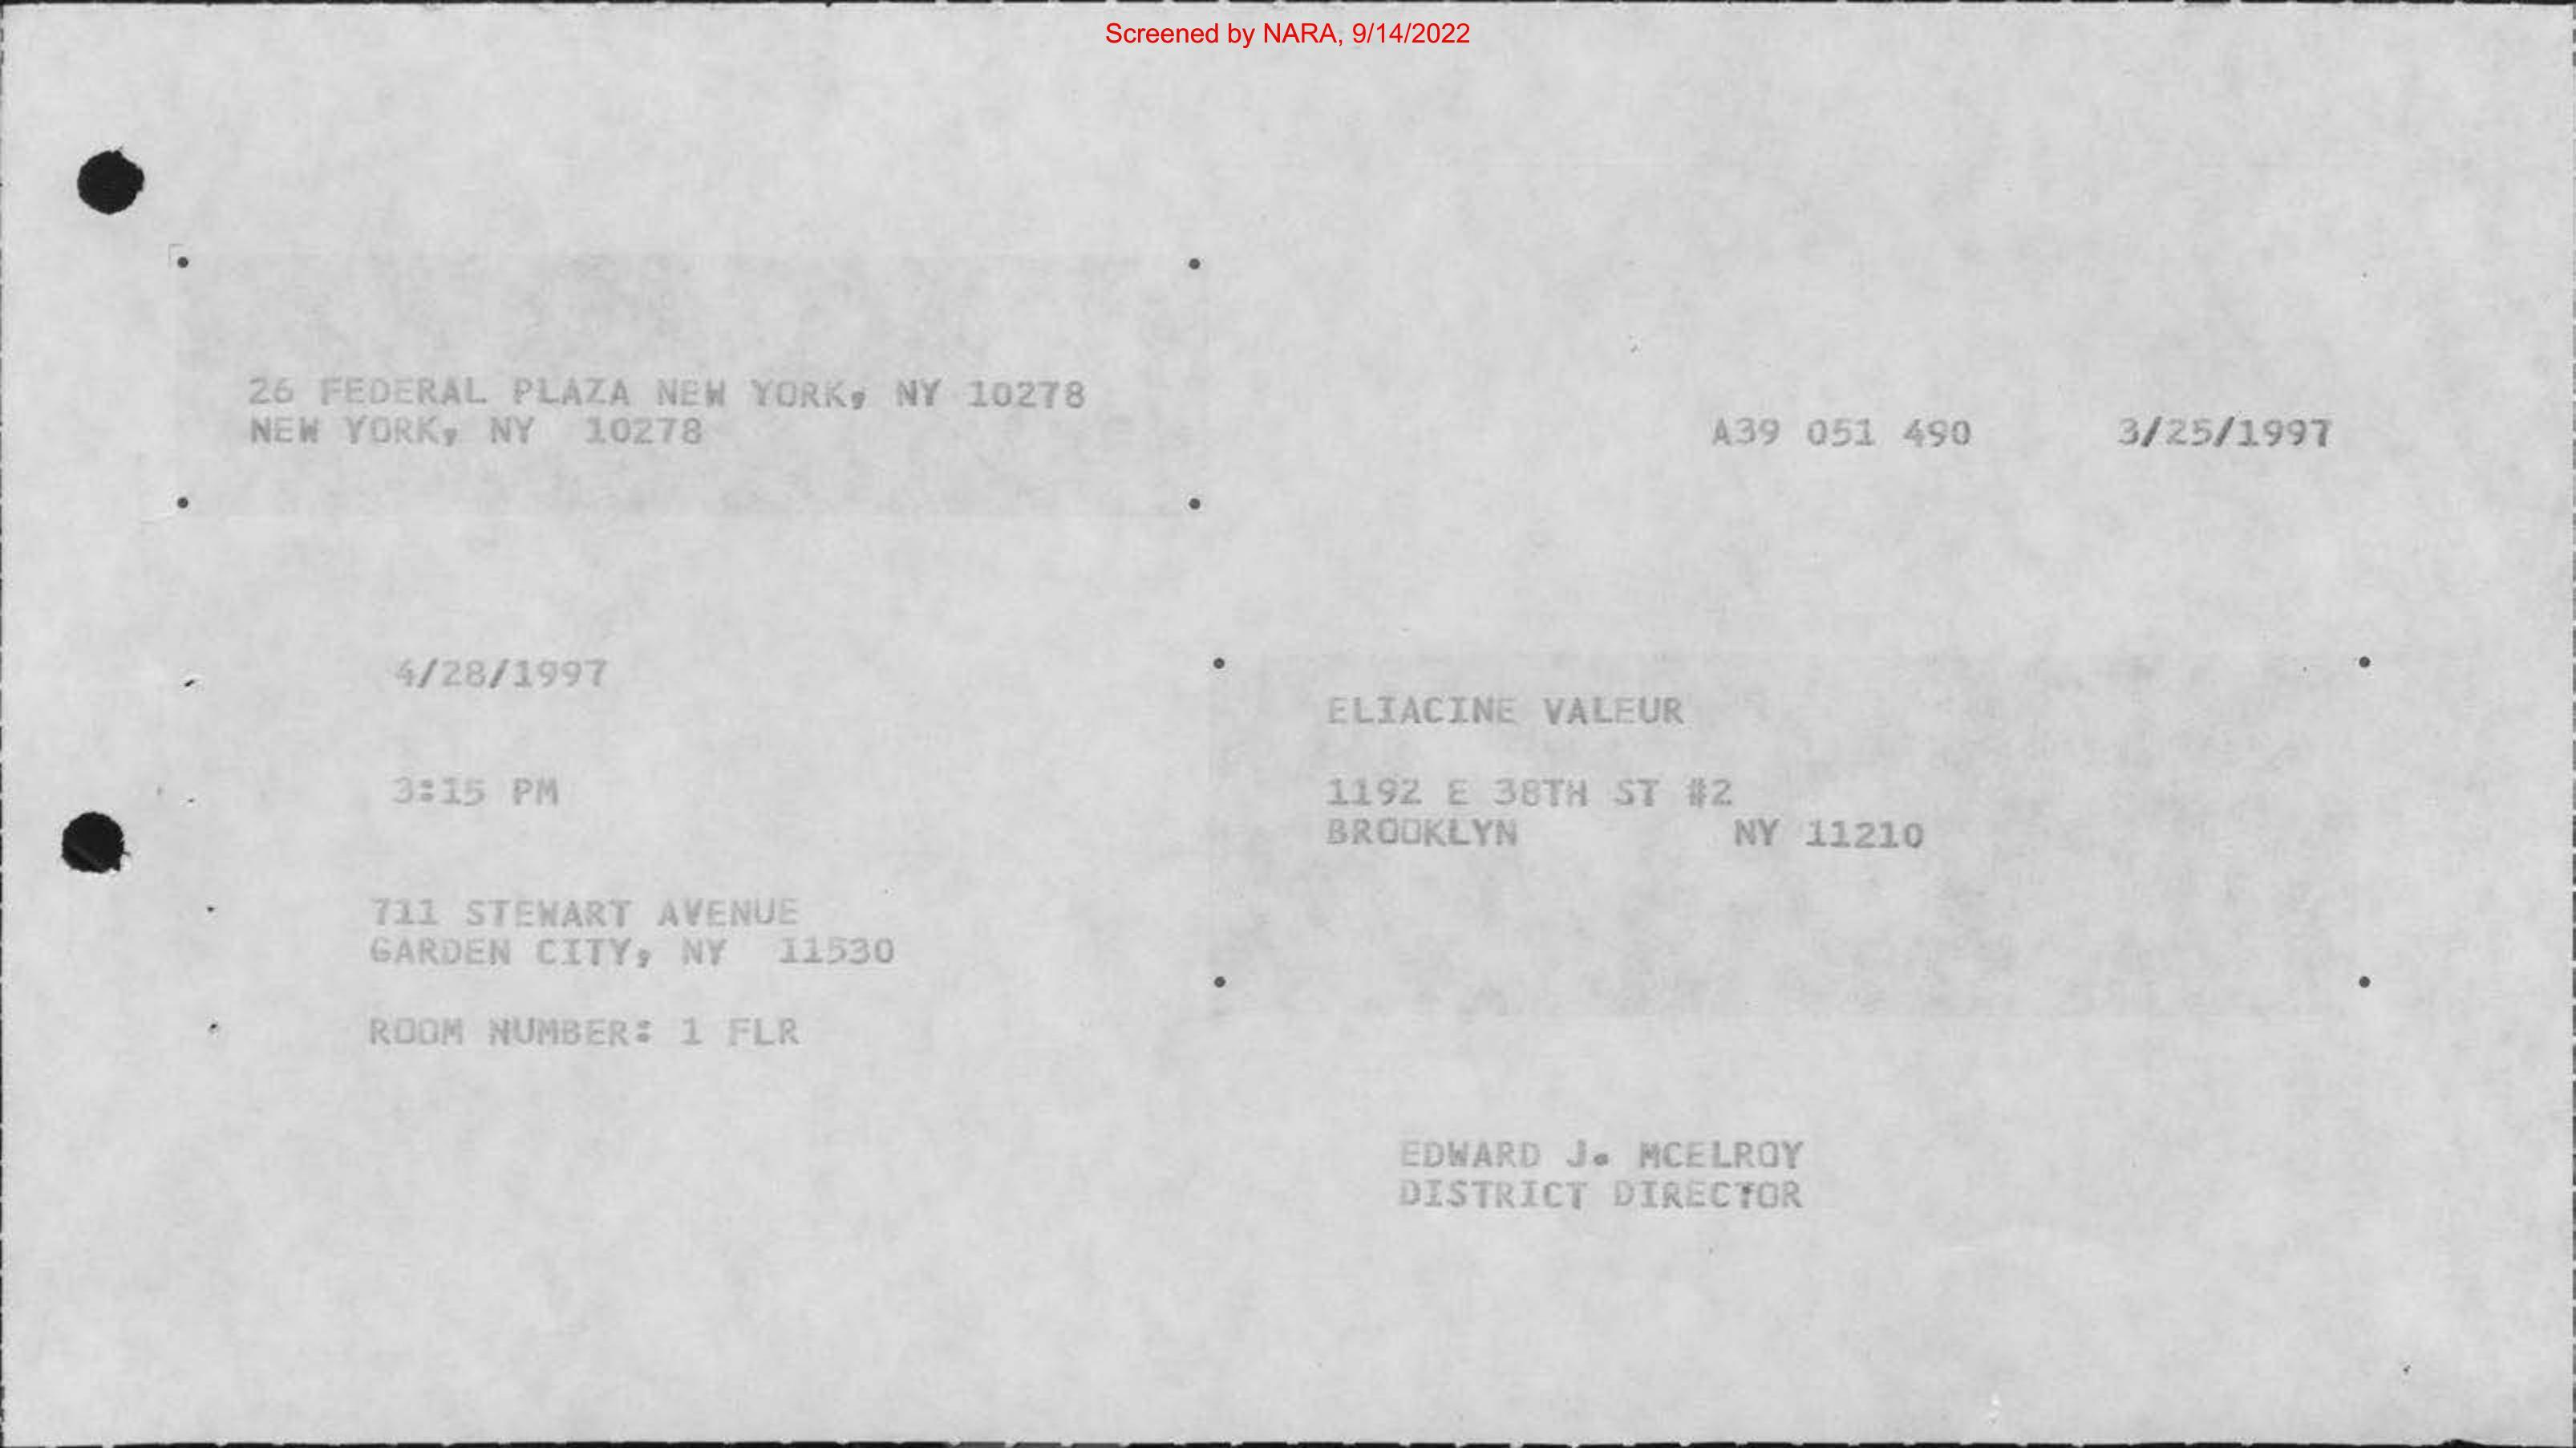 Screened by NARA, 9/14/2022
26 FEDERAL PLAZA NEW YORK, NY 10278
NEW YORK, NY 10278
A39 051 490 3/25/1997
4/28/1997
ELIACINE VALEUR
3:15 PM
1192 E 38TH ST #2
BROOKLYN NY 11210
711 STEWART AVENUE
GARDEN CITY, NY 11530
ROOM NUMBER: 1 FLR
EDWARD J. MCELROY
DISTRICT DIRECTOR